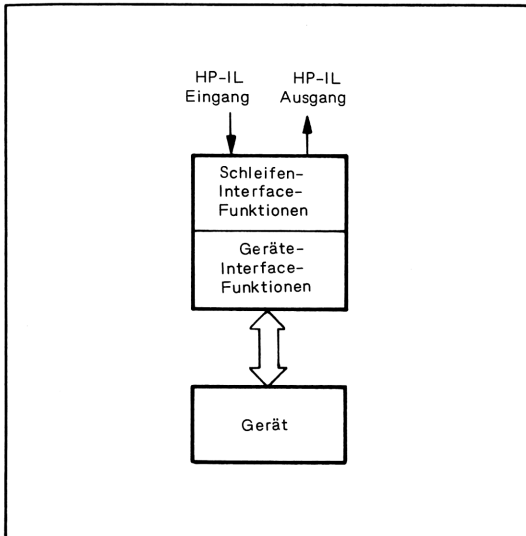 HP-IL
Eingang
HP-IL
Ausgang
Schleifen-
Interface-
Funktionen
Geräte-
Interface-
Funktionen
Gerät